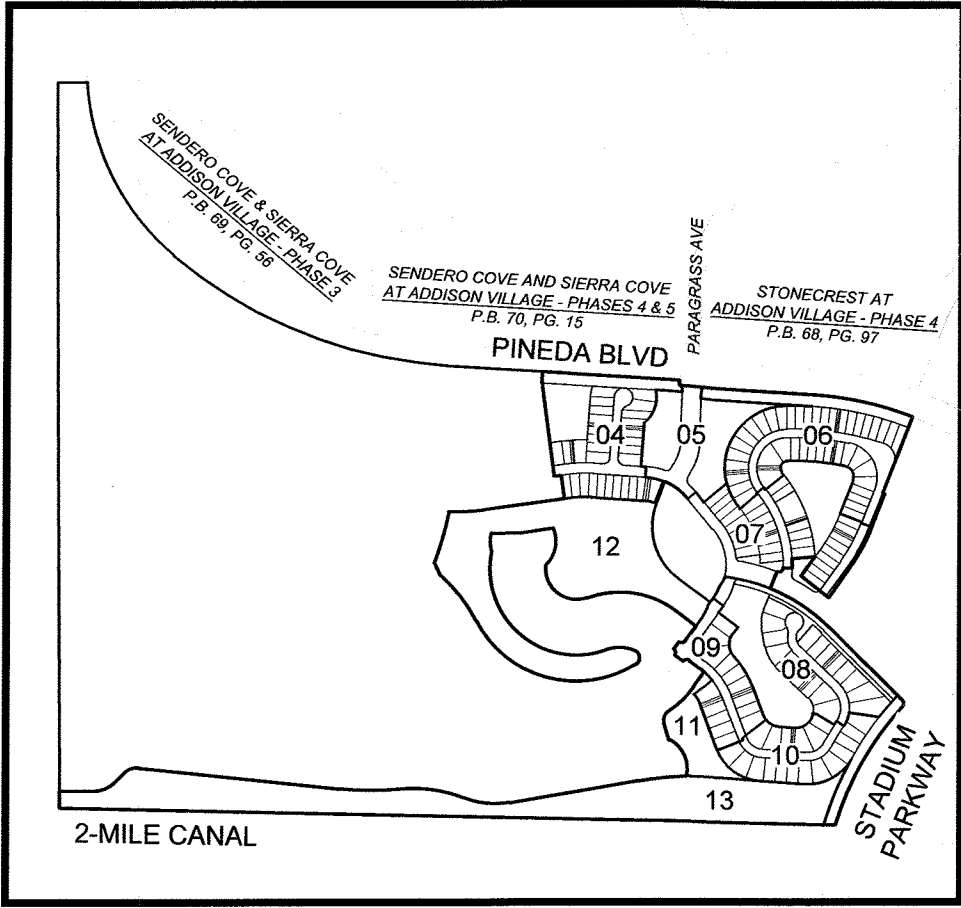 SENDERO COVE & SIERRA COVE
AT ADDISON VILLAGE - PHASE 3
P.B. 69, PG. 56
SENDERO COVE AND SIERRA COVE
AT ADDISON VILLAGE - PHASES 4 & 5
P.B. 70, PG. 15
PARAGRASS AVE
STONECREST AT
ADDISON VILLAGE - PHASE 4
P.B. 68, PG. 97
PINEDA BLVD
04
05
06
07
12
09
08
11
10
13
STADIUM
PARKWAY
2-MILE CANAL